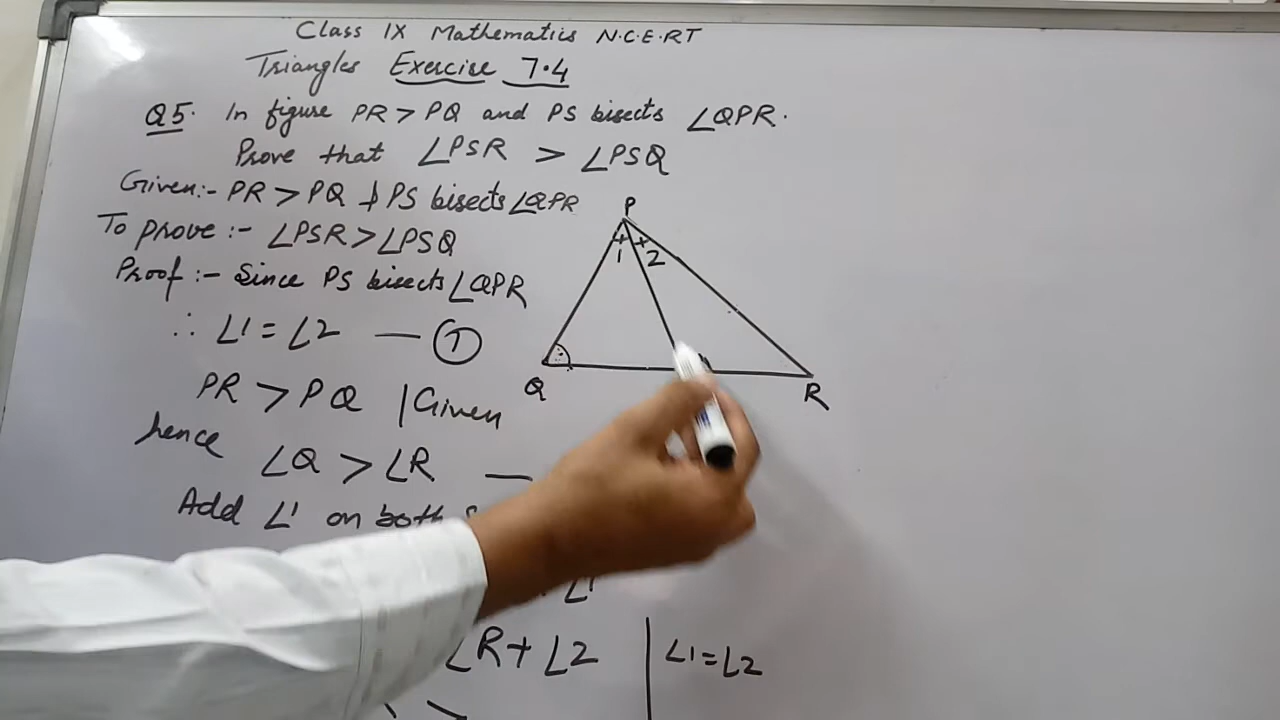 Class IX Mathematics N.C.E.R.T
Triangles Exercise 7.4
Q5. In figure PR > PQ and PS bisects ∠QPR.
Prove that ∠PSR > ∠PSQ
Given:- PR > PQ & PS bisects ∠QPR
To prove:- ∠PSR > ∠PSQ
Proof:- Since PS bisects ∠QPR
∴ ∠1 = ∠2 — ①
PR > PQ | Given
hence
∠Q > ∠R —
Add ∠1 on both
∠1
∠R + ∠2 | ∠1 = ∠2
>
P
1 2
Q
R